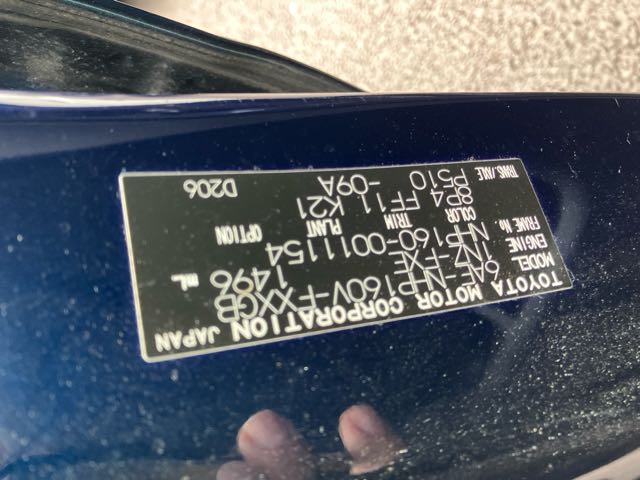 TOYOTA MOTOR CORPORATION JAPAN
MODEL 6AE-NHP160V-FXXGB
ENGINE 1NZ-FXE 1496 mL.
FRAME No. NHP160-0011154
COLOR TRIM PLANT OPTION
8P4 FF11 K21
TRANS/AXLE P510 -09A
D206